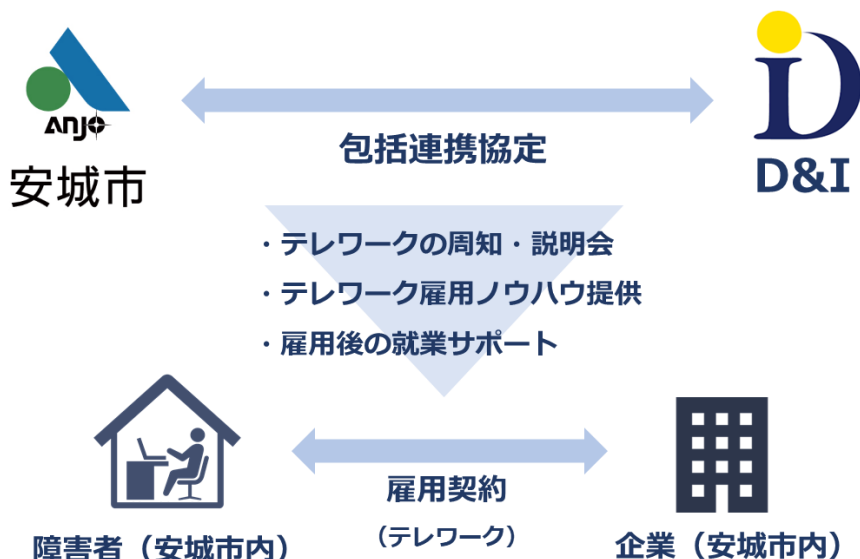 ANJO
安城市
包括連携協定
D&I
・テレワークの周知・説明会
・テレワーク雇用ノウハウ提供
・雇用後の就業サポート
雇用契約
（テレワーク）
障害者（安城市内）
企業（安城市内）